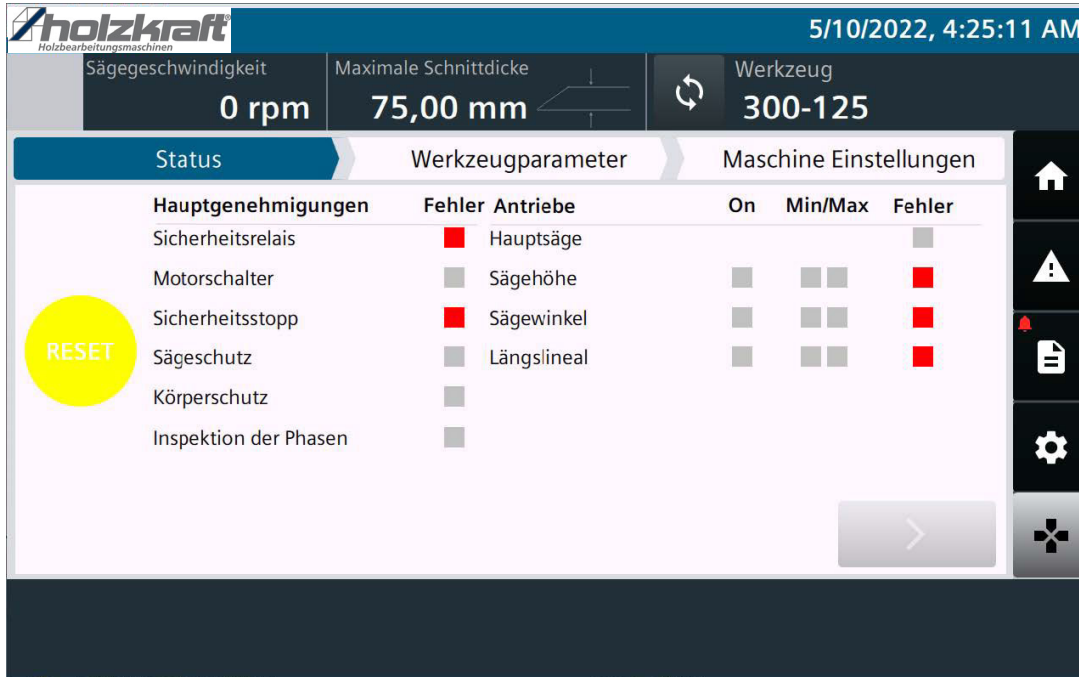 holzkraft®
Holzbearbeitungsmaschinen
5/10/2022, 4:25:11 AM
Sägegeschwindigkeit
0 rpm
Maximale Schnittdicke
75,00 mm
Werkzeug
300-125
Status
Werkzeugparameter
Maschine Einstellungen
Hauptgenehmigungen Fehler Antriebe On Min/Max Fehler
Sicherheitsrelais Hauptsäge
Motorschalter Sägehöhe
Sicherheitsstopp Sägewinkel
RESET
Sägeschutz Längslineal
Körperschutz
Inspektion der Phasen